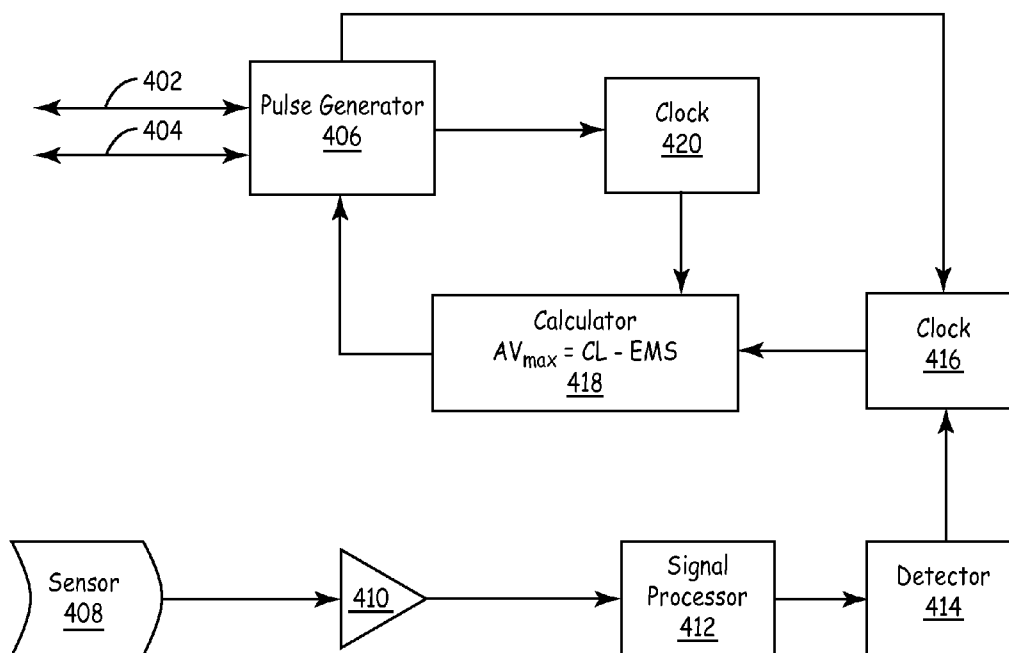 402
404
Pulse Generator
406
Clock
420
Calculator
AVmax = CL - EMS
418
Clock
416
Sensor
408
410
Signal
Processor
412
Detector
414